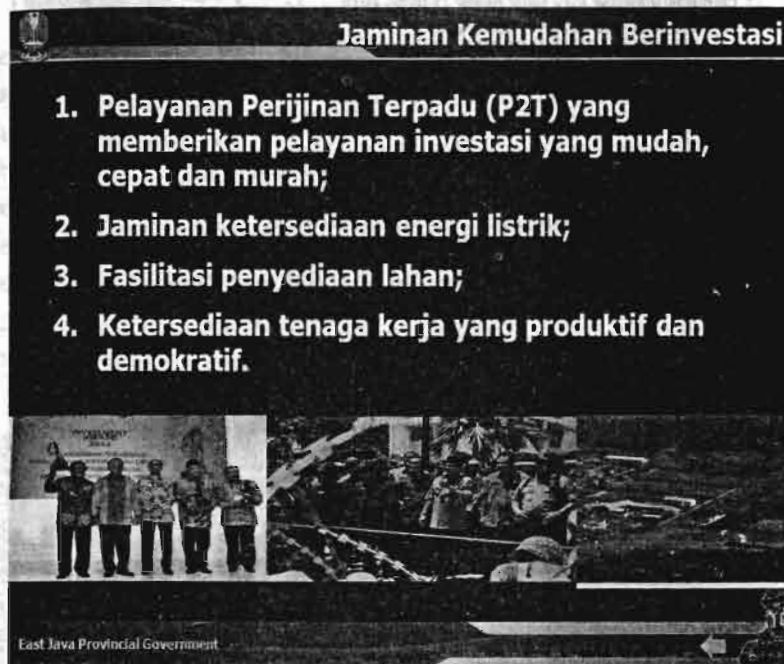 Jaminan Kemudahan Berinvestasi
1. Pelayanan Perijinan Terpadu (P2T) yang
memberikan pelayanan investasi yang mudah,
cepat dan murah;
2. Jaminan ketersediaan energi listrik;
3. Fasilitasi penyediaan lahan;
4. Ketersediaan tenaga kerja yang produktif dan
demokratif.
East Java Provincial Government